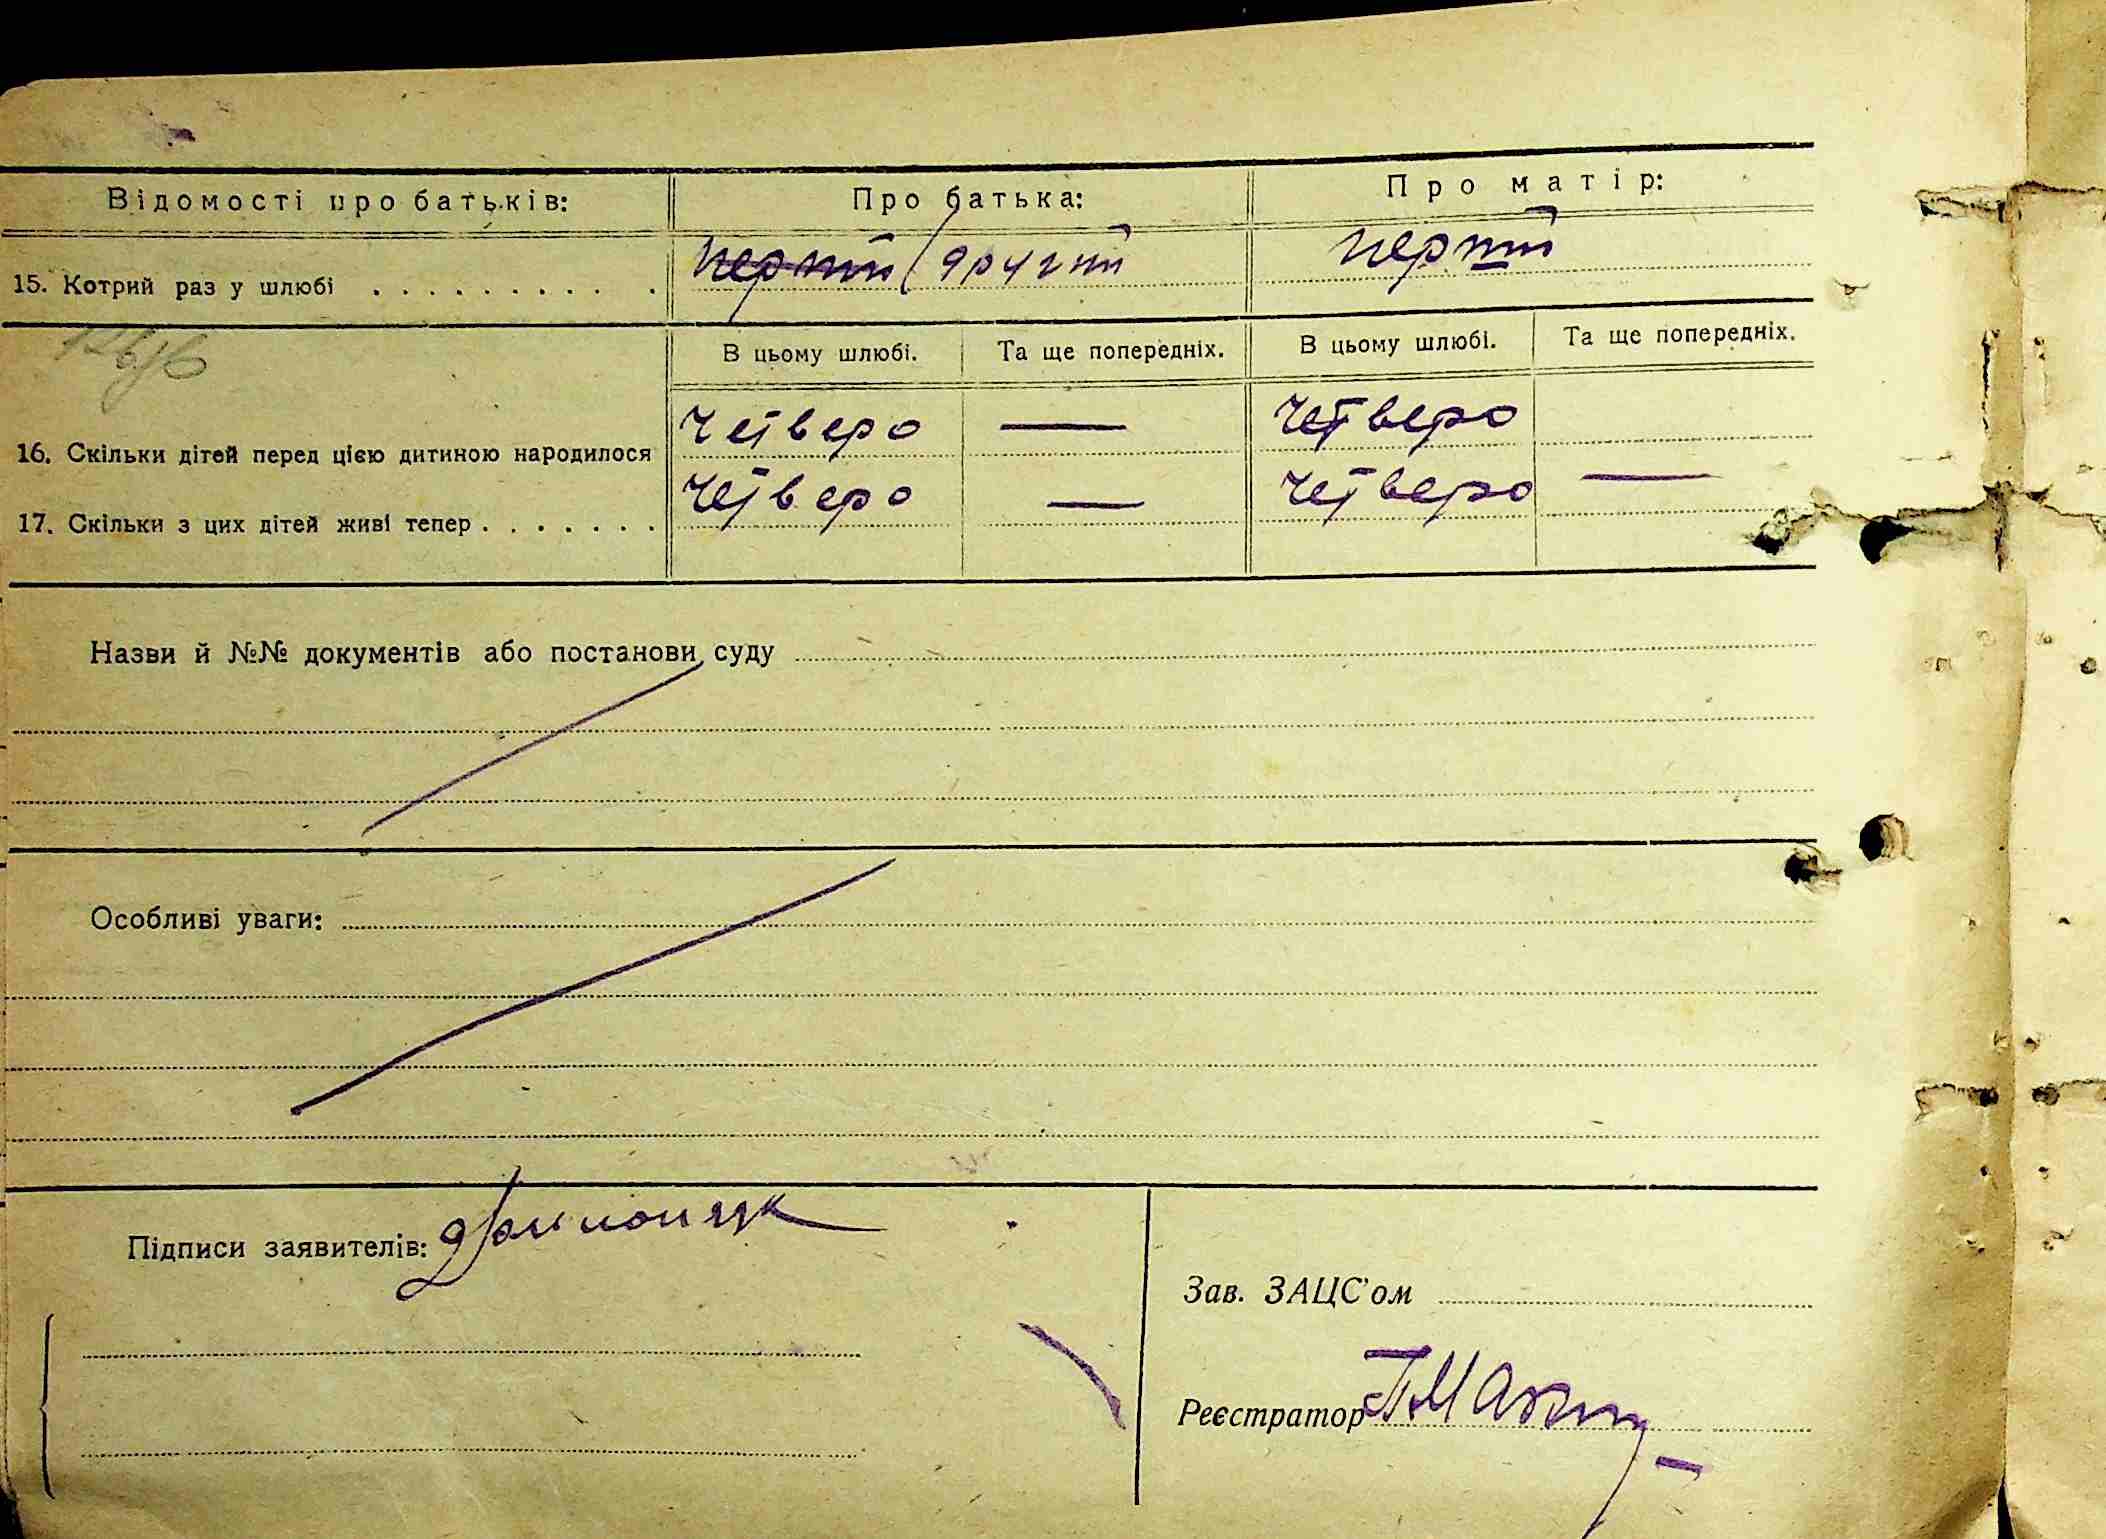 Відомості про батьків: Про батька: Про матір:
15. Котрий раз у шлюбі . . . . . . . . . . перший другий перший
В цьому шлюбі. Та ще попередніх. В цьому шлюбі. Та ще попередніх.
16. Скільки дітей перед цією дитиною народилося четверо — четверо
17. Скільки з цих дітей живі тепер . . . . . . . четверо — четверо —
Назви й №№ документів або постанови суду
Особливі уваги:
Підписи заявителів:
Зав. ЗАЦС'ом
Реєстратор